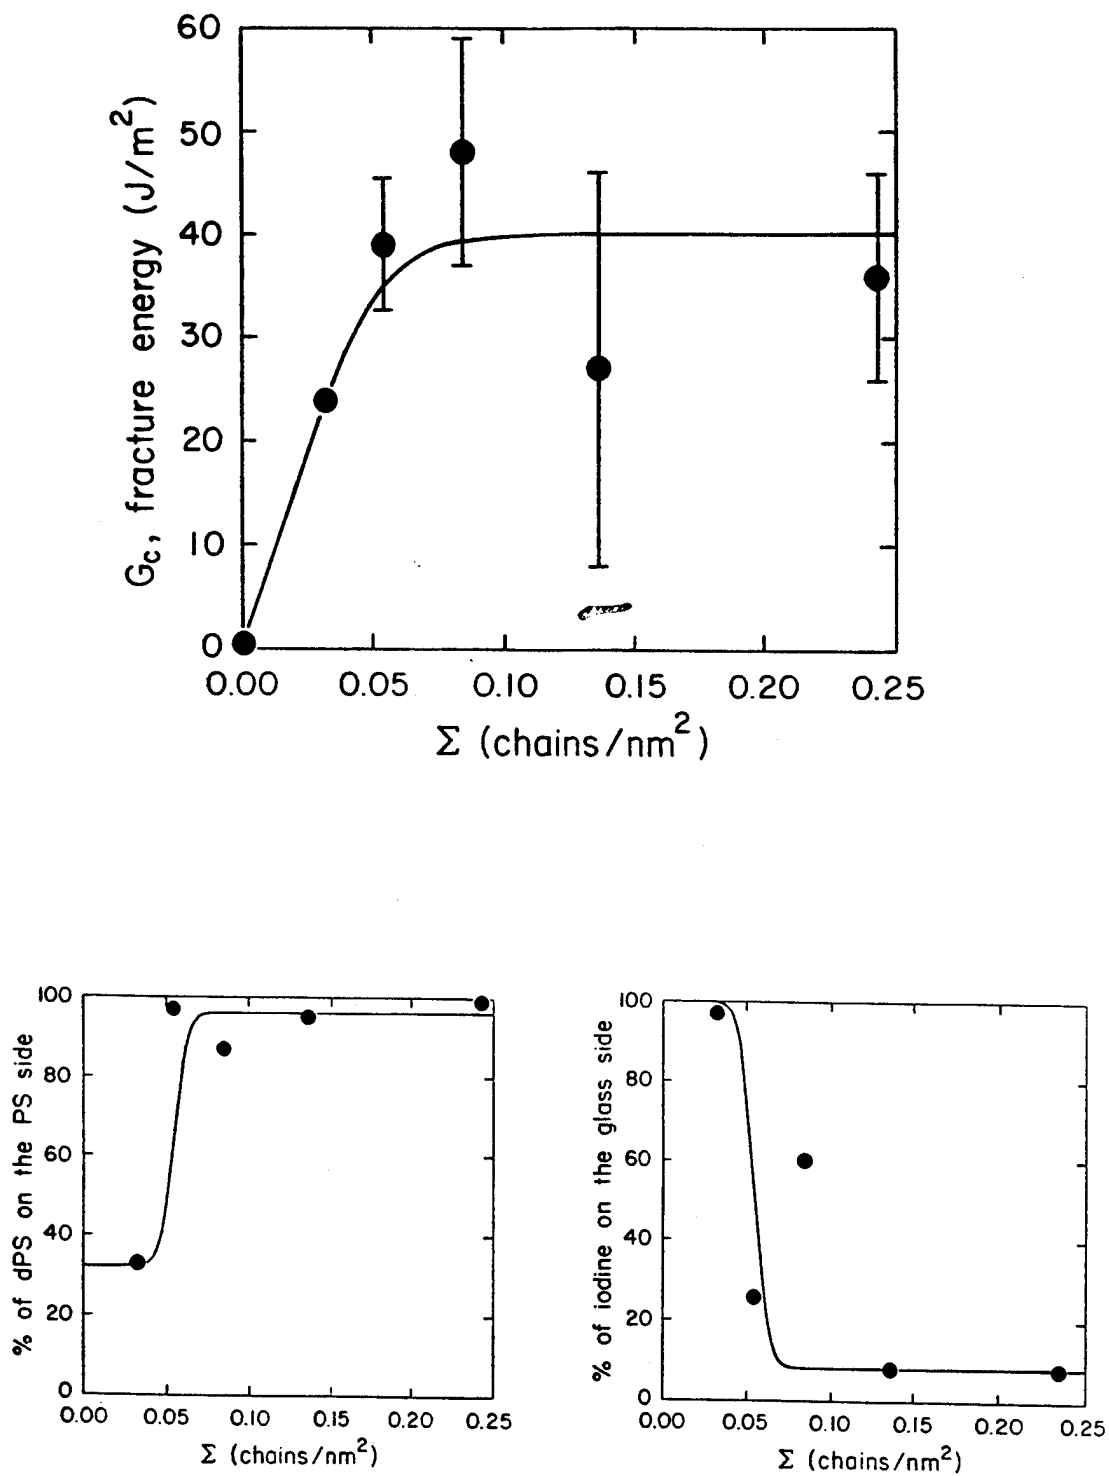 60
50
40
30
20
10
0
G_c, fracture energy (J/m²)
0.00 0.05 0.10 0.15 0.20 0.25
Σ (chains/nm²)
100
80
60
40
20
0
% of dPS on the PS side
0.00 0.05 0.10 0.15 0.20 0.25
Σ (chains/nm²)
100
80
60
40
20
0
% of iodine on the glass side
0.00 0.05 0.10 0.15 0.20 0.25
Σ (chains/nm²)